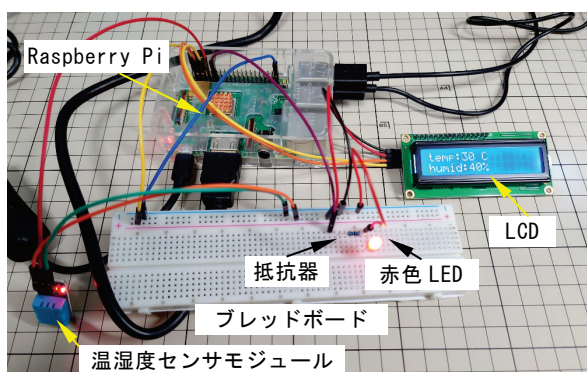 Raspberry Pi
temp:30 C
humid:40%
LCD
抵抗器
赤色 LED
ブレッドボード
温湿度センサモジュール